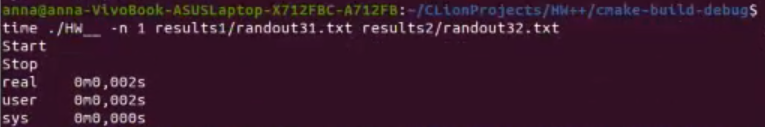 anna@anna-VivoBook-ASUSLaptop-X712FBC-A712FB:~/CLionProjects/HW++/cmake-build-debug$
time ./HW__ -n 1 results1/randout31.txt results2/randout32.txt
Start
Stop
real 0m0,002s
user 0m0,002s
sys 0m0,000s